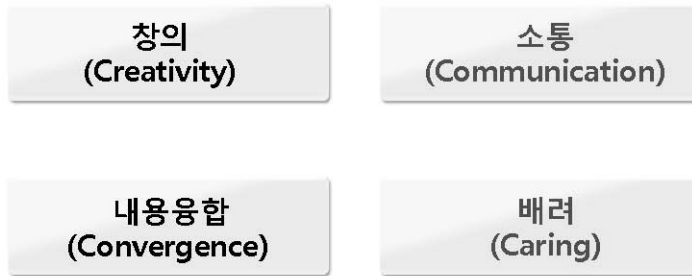 창의
(Creativity)
소통
(Communication)
내용융합
(Convergence)
배려
(Caring)